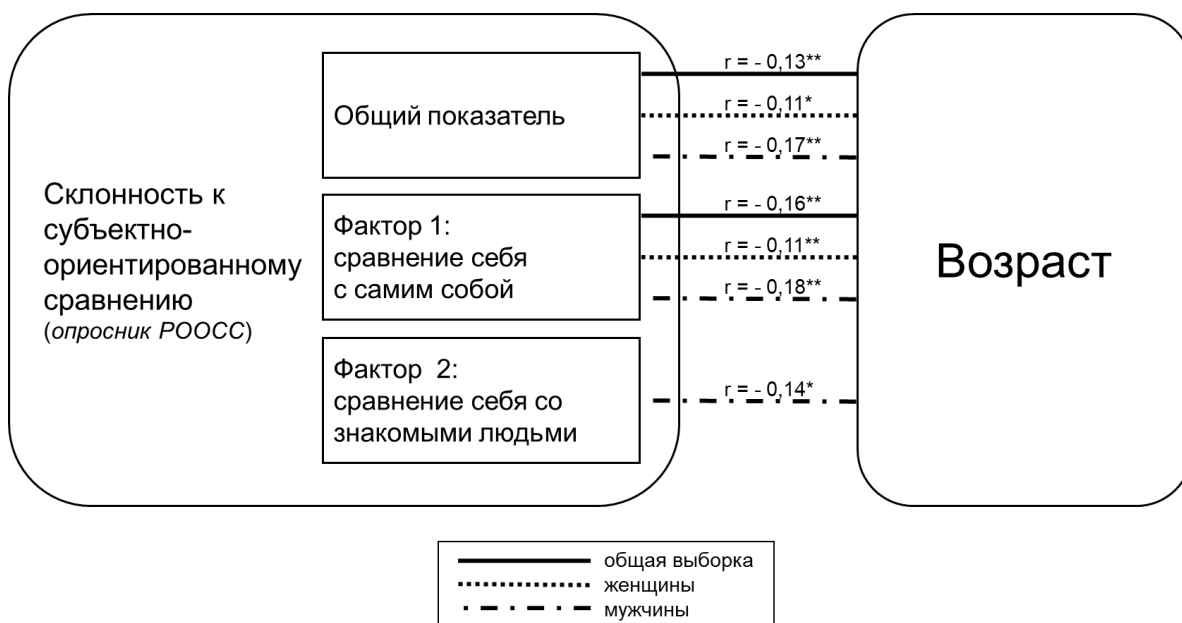 Склонность к
субъектно-
ориентированному
сравнению
(опросник РООСС)
Общий показатель
r = - 0,13**
r = - 0,11*
r = - 0,17**
Фактор 1:
сравнение себя
с самим собой
r = - 0,16**
r = - 0,11**
r = - 0,18**
Фактор 2:
сравнение себя со
знакомыми людьми
r = - 0,14*
Возраст
общая выборка
женщины
мужчины